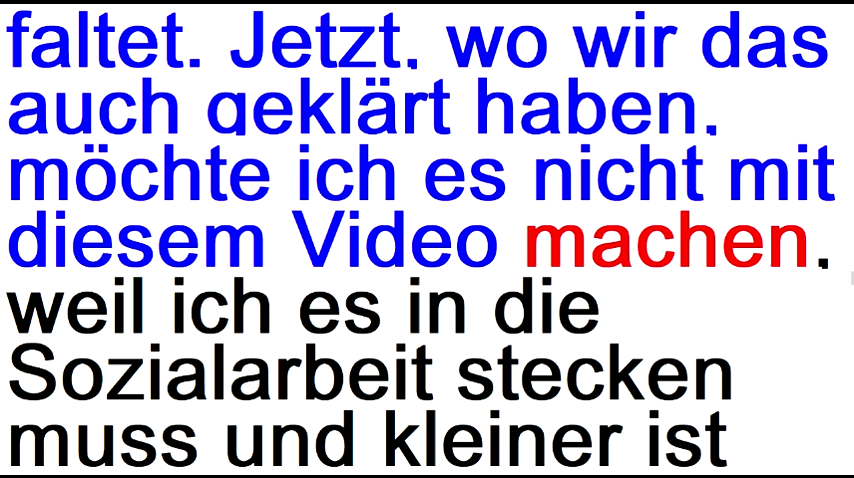 faltet. Jetzt, wo wir das
auch geklärt haben,
möchte ich es nicht mit
diesem Video machen,
weil ich es in die
Sozialarbeit stecken
muss und kleiner ist